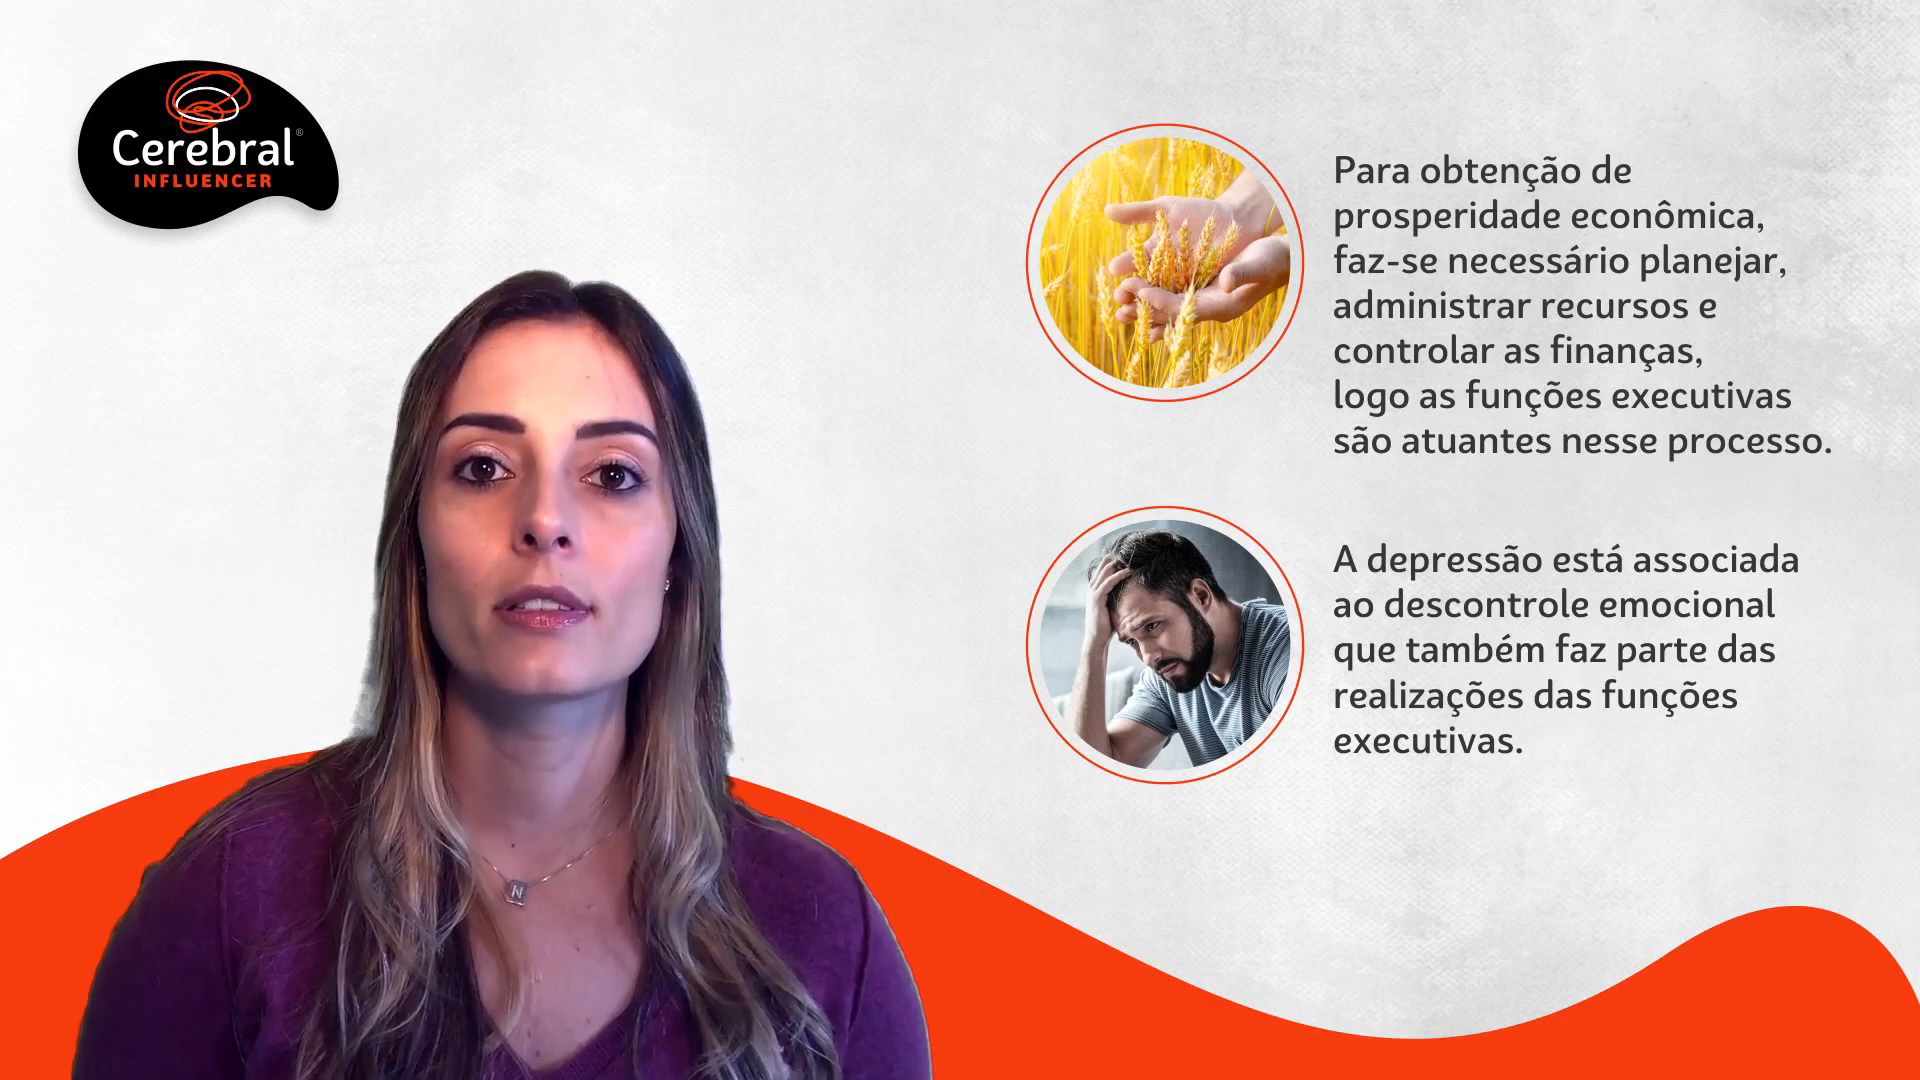 Cerebral®
INFLUENCER
Para obtenção de
prosperidade econômica,
faz-se necessário planejar,
administrar recursos e
controlar as finanças,
logo as funções executivas
são atuantes nesse processo.
A depressão está associada
ao descontrole emocional
que também faz parte das
realizações das funções
executivas.
N